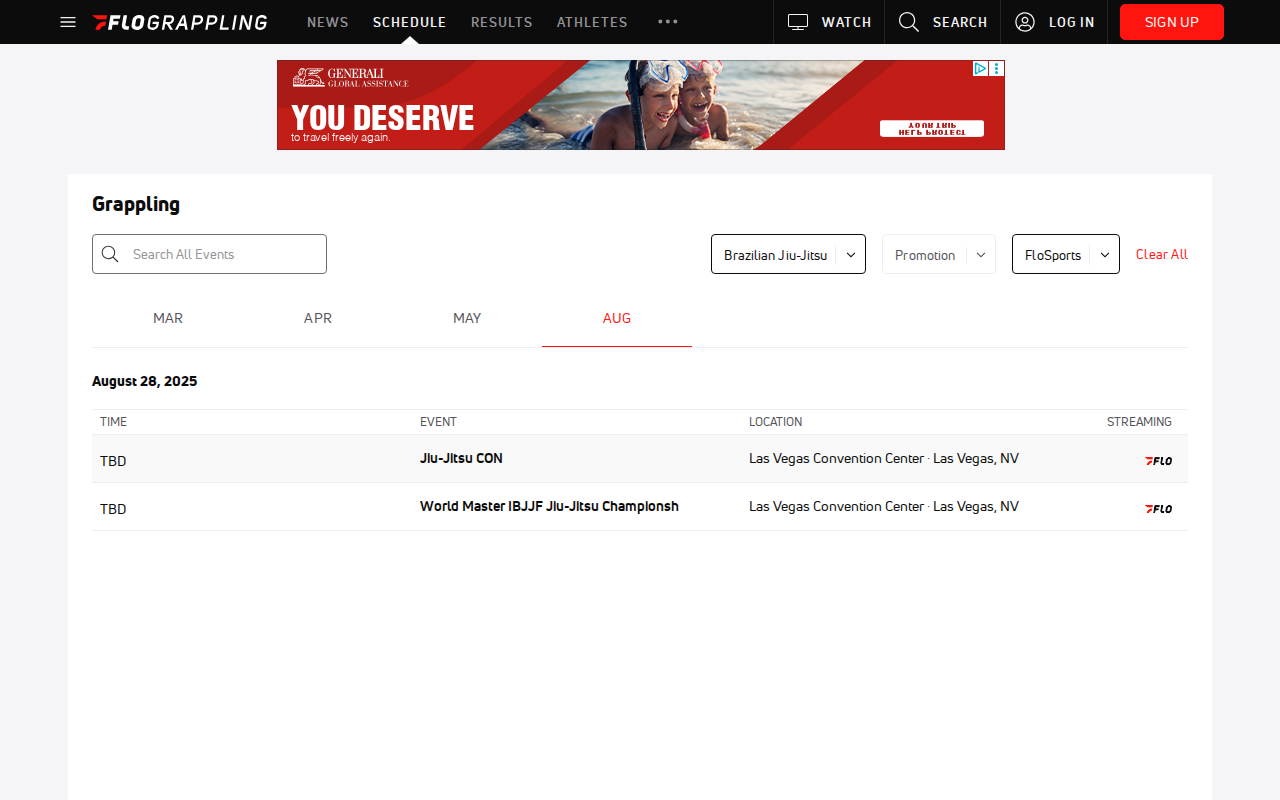 FLOGRAPPLING
NEWS
SCHEDULE
RESULTS
ATHLETES
WATCH
SEARCH
LOG IN
SIGN UP
GENERALI
GLOBAL ASSISTANCE
YOU DESERVE
to travel freely again.
HELP PROTECT
YOUR TRIP
Grappling
Search All Events
Brazilian Jiu-Jitsu
Promotion
FloSports
Clear All
MAR
APR
MAY
AUG
August 28, 2025
TIME
EVENT
LOCATION
STREAMING
TBD
Jiu-Jitsu CON
Las Vegas Convention Center · Las Vegas, NV
FLO
TBD
World Master IBJJF Jiu-Jitsu Championsh
Las Vegas Convention Center · Las Vegas, NV
FLO